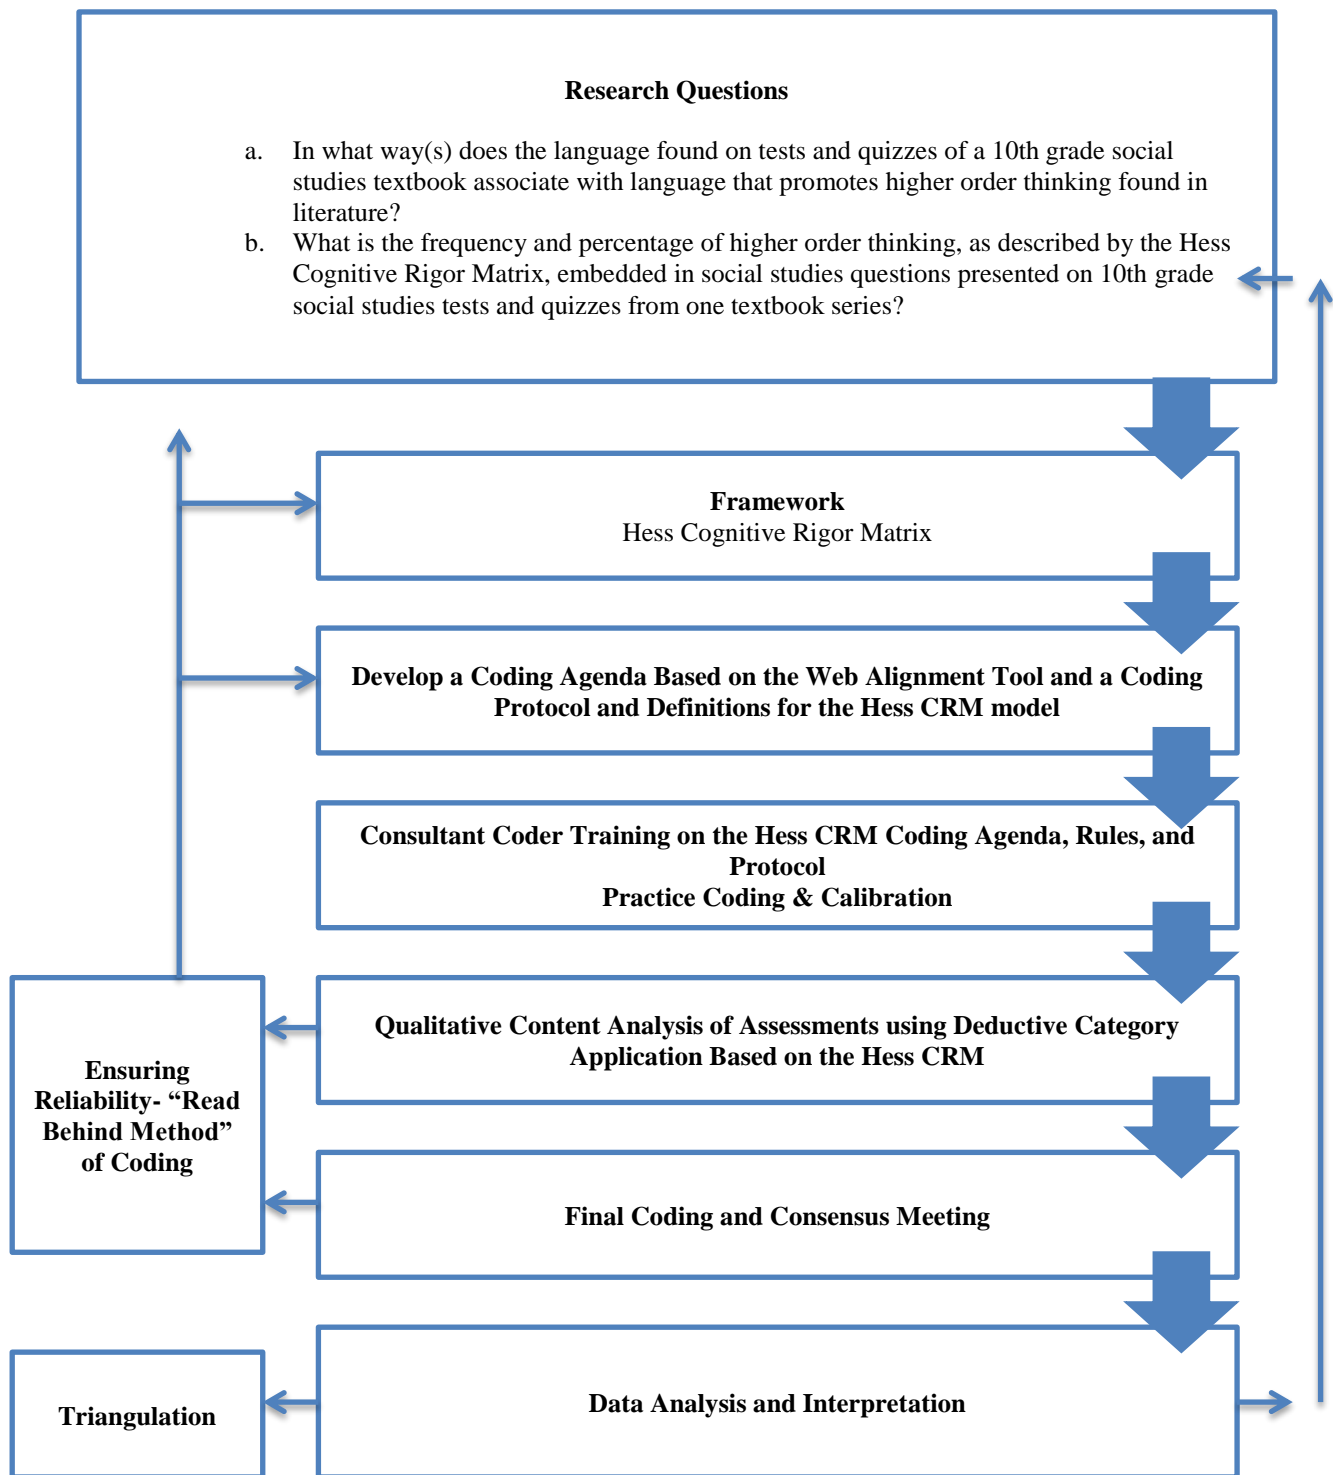 Research Questions
a. In what way(s) does the language found on tests and quizzes of a 10th grade social
studies textbook associate with language that promotes higher order thinking found in
literature?
b. What is the frequency and percentage of higher order thinking, as described by the Hess
Cognitive Rigor Matrix, embedded in social studies questions presented on 10th grade
social studies tests and quizzes from one textbook series?
Framework
Hess Cognitive Rigor Matrix
Develop a Coding Agenda Based on the Web Alignment Tool and a Coding
Protocol and Definitions for the Hess CRM model
Consultant Coder Training on the Hess CRM Coding Agenda, Rules, and
Protocol
Practice Coding & Calibration
Qualitative Content Analysis of Assessments using Deductive Category
Application Based on the Hess CRM
Ensuring
Reliability- “Read
Behind Method”
of Coding
Final Coding and Consensus Meeting
Data Analysis and Interpretation
Triangulation